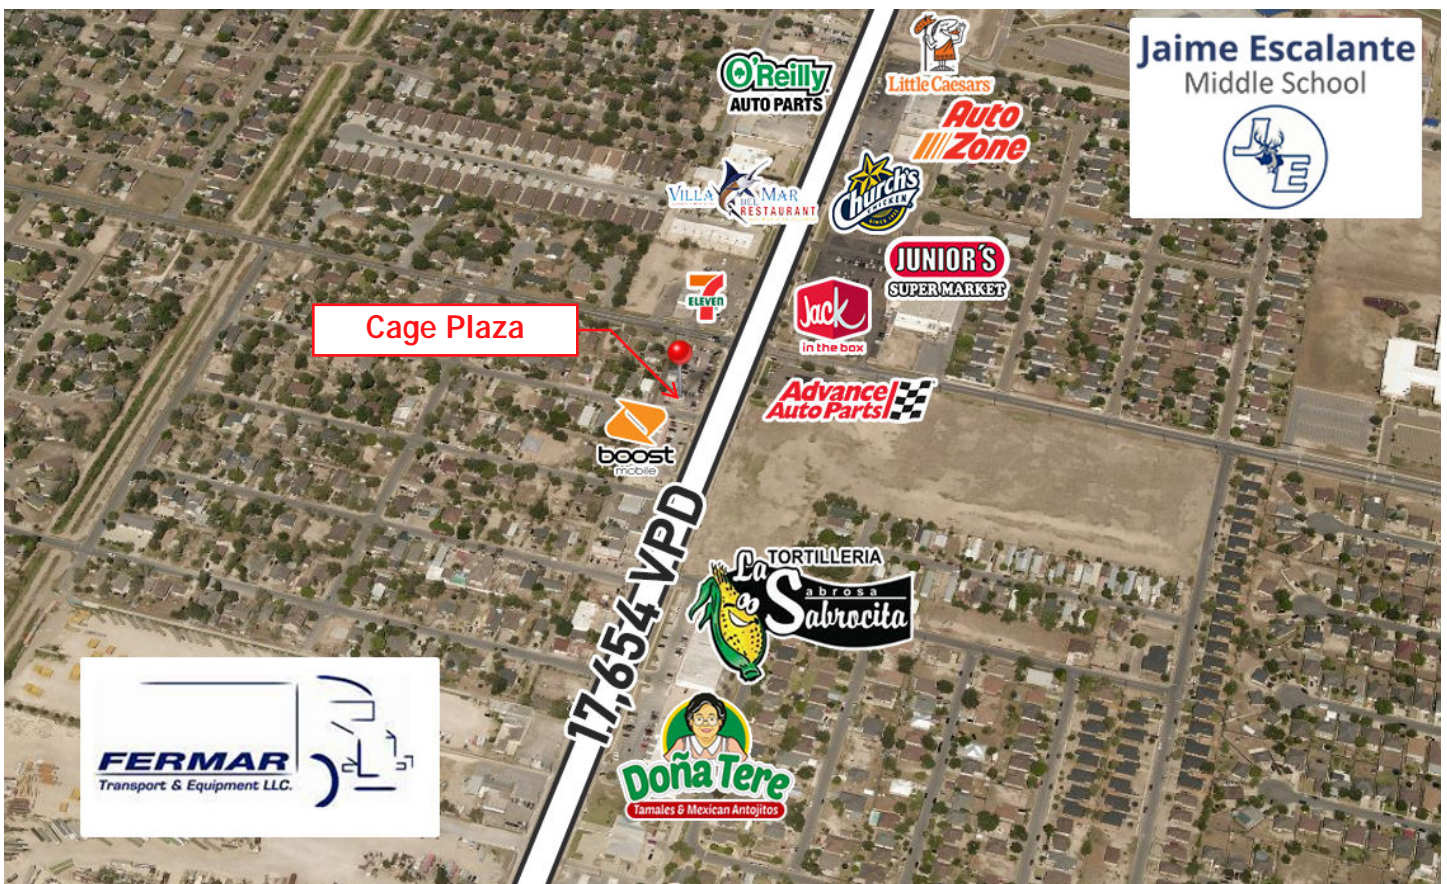 Jaime Escalante
Middle School
JE
Little Caesars
O'Reilly
AUTO PARTS
Auto
Zone
Church's
CHICKEN
VILLA DEL MAR
RESTAURANT
JUNIOR'S
SUPER MARKET
7
ELEVEN
Jack
in the box
Cage Plaza
Advance
Auto Parts
boost
mobile
17,654 VPD
TORTILLERIA
La
Sabrosa
Sabrocita
FERMAR
Transport & Equipment LLC.
Doña Tere
Tamales & Mexican Antojitos